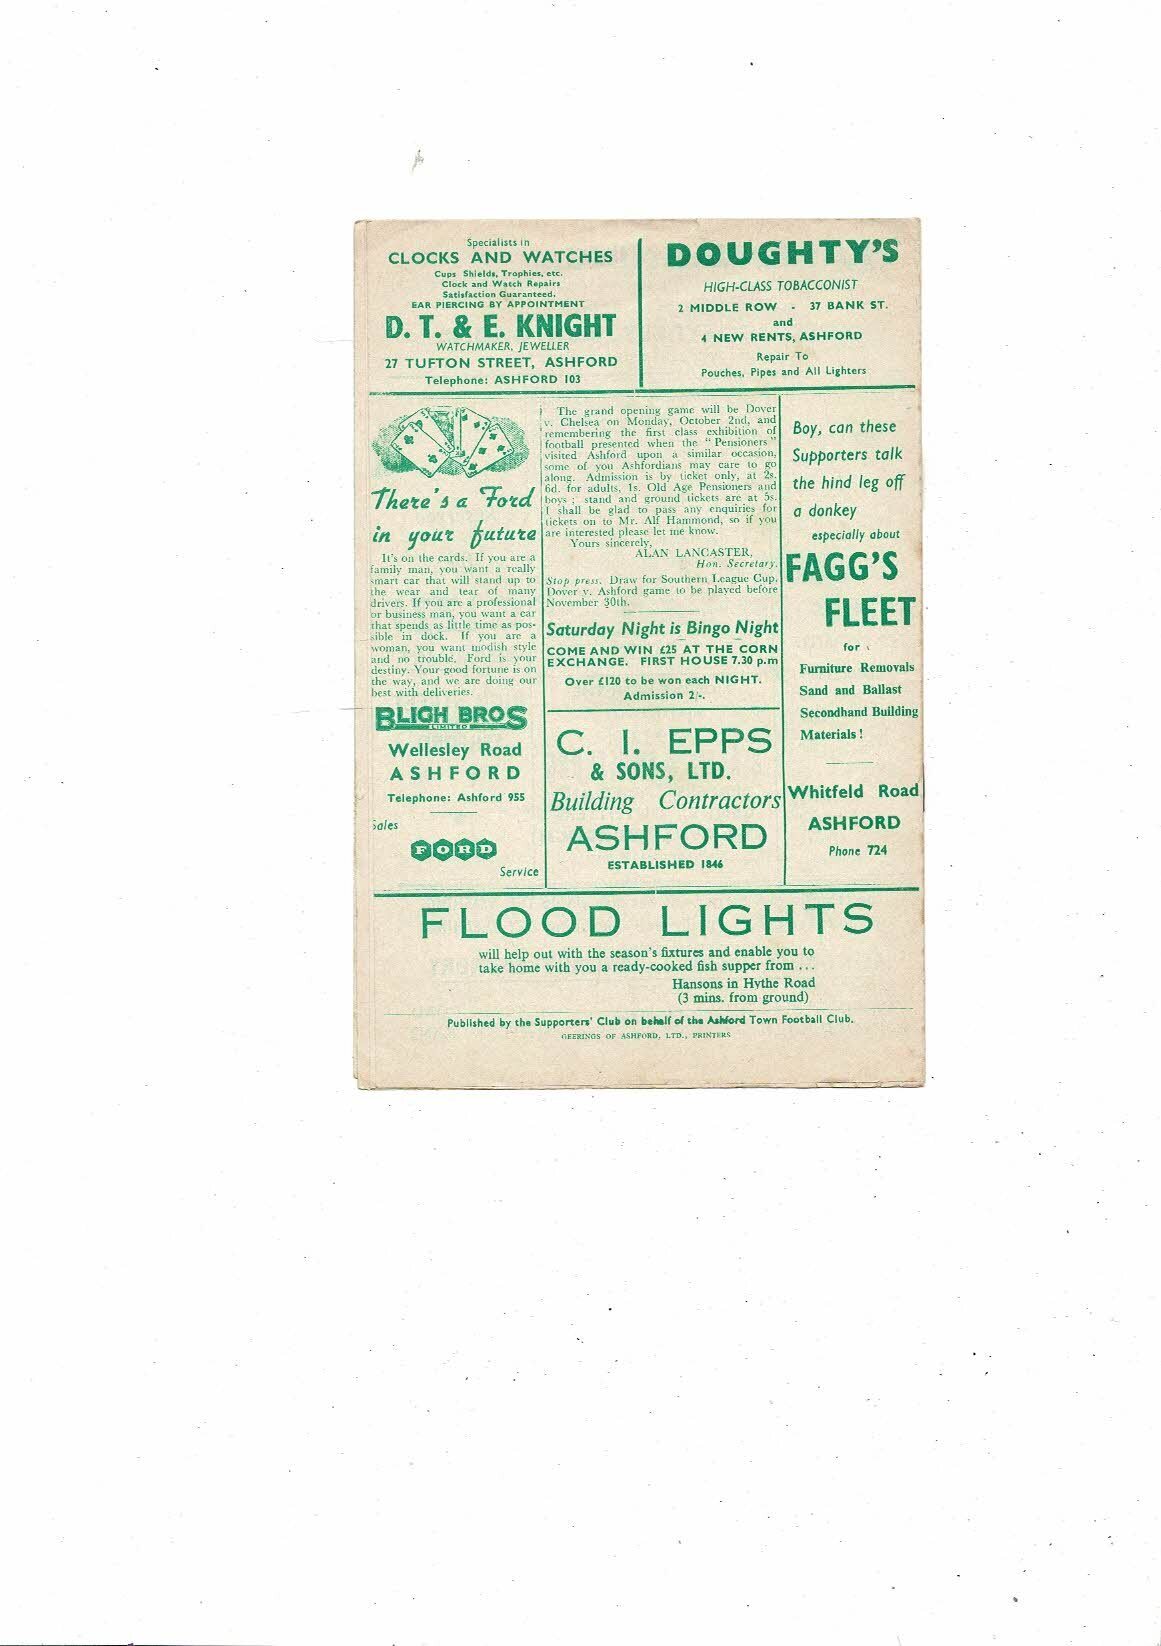 Specialists in
CLOCKS AND WATCHES
Cups Shields, Trophies, etc.
Clock and Watch Repairs
Satisfaction Guaranteed.
EAR PIERCING BY APPOINTMENT
D. T. & E. KNIGHT
WATCHMAKER, JEWELLER
27 TUFTON STREET, ASHFORD
Telephone: ASHFORD 103
DOUGHTY'S
HIGH-CLASS TOBACCONIST
2 MIDDLE ROW - 37 BANK ST.
and
4 NEW RENTS, ASHFORD
Repair To
Pouches, Pipes and All Lighters
There's a Ford
in your future
It's on the cards. If you are a
family man, you want a really
smart car that will stand up to
the wear and tear of many
drivers. If you are a professional
or business man, you want a car
that spends as little time as pos-
sible in dock. If you are a
woman, you want modish style
and no trouble. Ford is your
destiny. Your good fortune is on
the way, and we are doing our
best with deliveries.
BLIGH BROS
LIMITED
Wellesley Road
ASHFORD
Telephone: Ashford 955
Sales
FORD
Service
The grand opening game will be Dover
v. Chelsea on Monday, October 2nd, and
remembering the first class exhibition of
football presented when the "Pensioners"
visited Ashford upon a similar occasion,
some of you Ashfordians may care to go
along. Admission is by ticket only, at 2s.
6d. for adults, 1s. Old Age Pensioners and
boys; stand and ground tickets are at 5s.
I shall be glad to pass any enquiries for
tickets on to Mr. Alf Hammond, so if you
are interested please let me know.
Yours sincerely,
ALAN LANCASTER,
Hon. Secretary.
Stop press. Draw for Southern League Cup.
Dover v. Ashford game to be played before
November 30th.
Saturday Night is Bingo Night
COME AND WIN £25 AT THE CORN
EXCHANGE. FIRST HOUSE 7.30 p.m
Over £120 to be won each NIGHT.
Admission 2/-.
C. I. EPPS
& SONS, LTD.
Building Contractors
ASHFORD
ESTABLISHED 1846
Boy, can these
Supporters talk
the hind leg off
a donkey
especially about
FAGG'S
FLEET
for
Furniture Removals
Sand and Ballast
Secondhand Building
Materials!
Whitfeld Road
ASHFORD
Phone 724
FLOOD LIGHTS
will help out with the season's fixtures and enable you to
take home with you a ready-cooked fish supper from ...
Hansons in Hythe Road
(3 mins. from ground)
Published by the Supporters' Club on behalf of the Ashford Town Football Club.
GEERINGS OF ASHFORD, LTD., PRINTERS